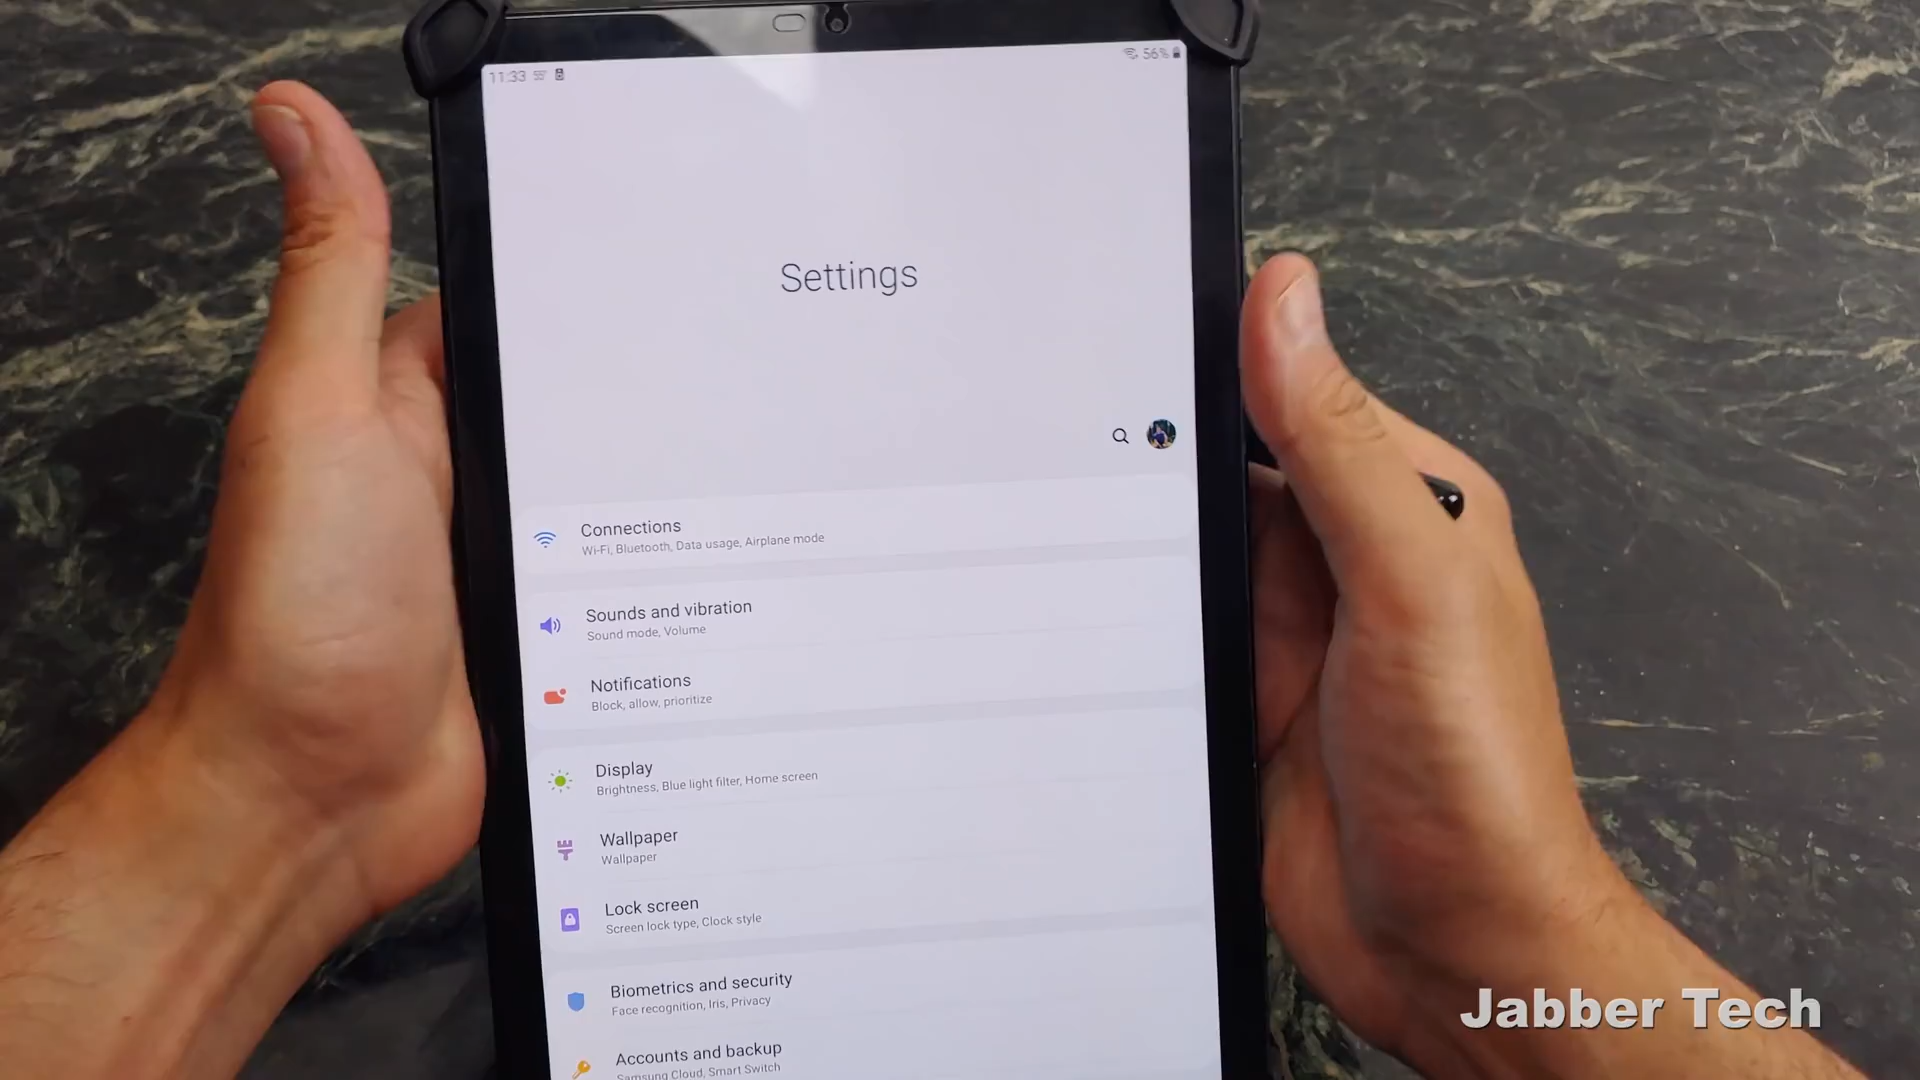 11:33 55°
56%
Settings
Connections
Wi-Fi, Bluetooth, Data usage, Airplane mode
Sounds and vibration
Sound mode, Volume
Notifications
Block, allow, prioritize
Display
Brightness, Blue light filter, Home screen
Wallpaper
Wallpaper
Lock screen
Screen lock type, Clock style
Biometrics and security
Face recognition, Iris, Privacy
Accounts and backup
Samsung Cloud, Smart Switch
Jabber Tech